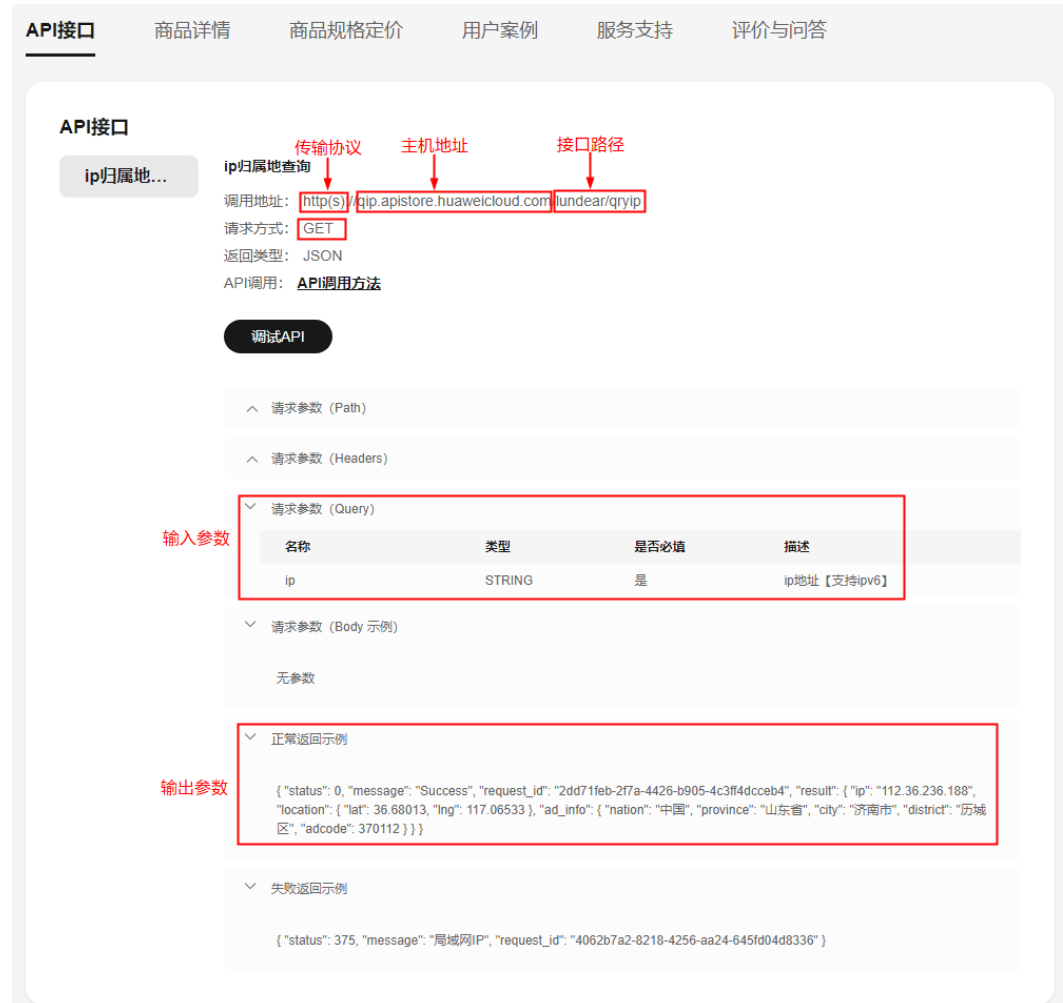 API接口 商品详情 商品规格定价 用户案例 服务支持 评价与问答
API接口
传输协议 主机地址 接口路径
ip归属地...
ip归属地查询
调用地址： http(s)://qip.apistore.huaweicloud.com/lundear/qryip
请求方式： GET
返回类型： JSON
API调用： API调用方法
调试API
请求参数（Path）
请求参数（Headers）
请求参数（Query）
输入参数
名称 类型 是否必填 描述
ip STRING 是 ip地址【支持ipv6】
请求参数（Body 示例）
无参数
正常返回示例
输出参数
{ "status": 0, "message": "Success", "request_id": "2dd71feb-2f7a-4426-b905-4c3ff4dcceb4", "result": { "ip": "112.36.236.188",
"location": { "lat": 36.68013, "lng": 117.06533 }, "ad_info": { "nation": "中国", "province": "山东省", "city": "济南市", "district": "历城
区", "adcode": 370112 } } }
失败返回示例
{ "status": 375, "message": "局域网IP", "request_id": "4062b7a2-8218-4256-aa24-645fd04d8336" }